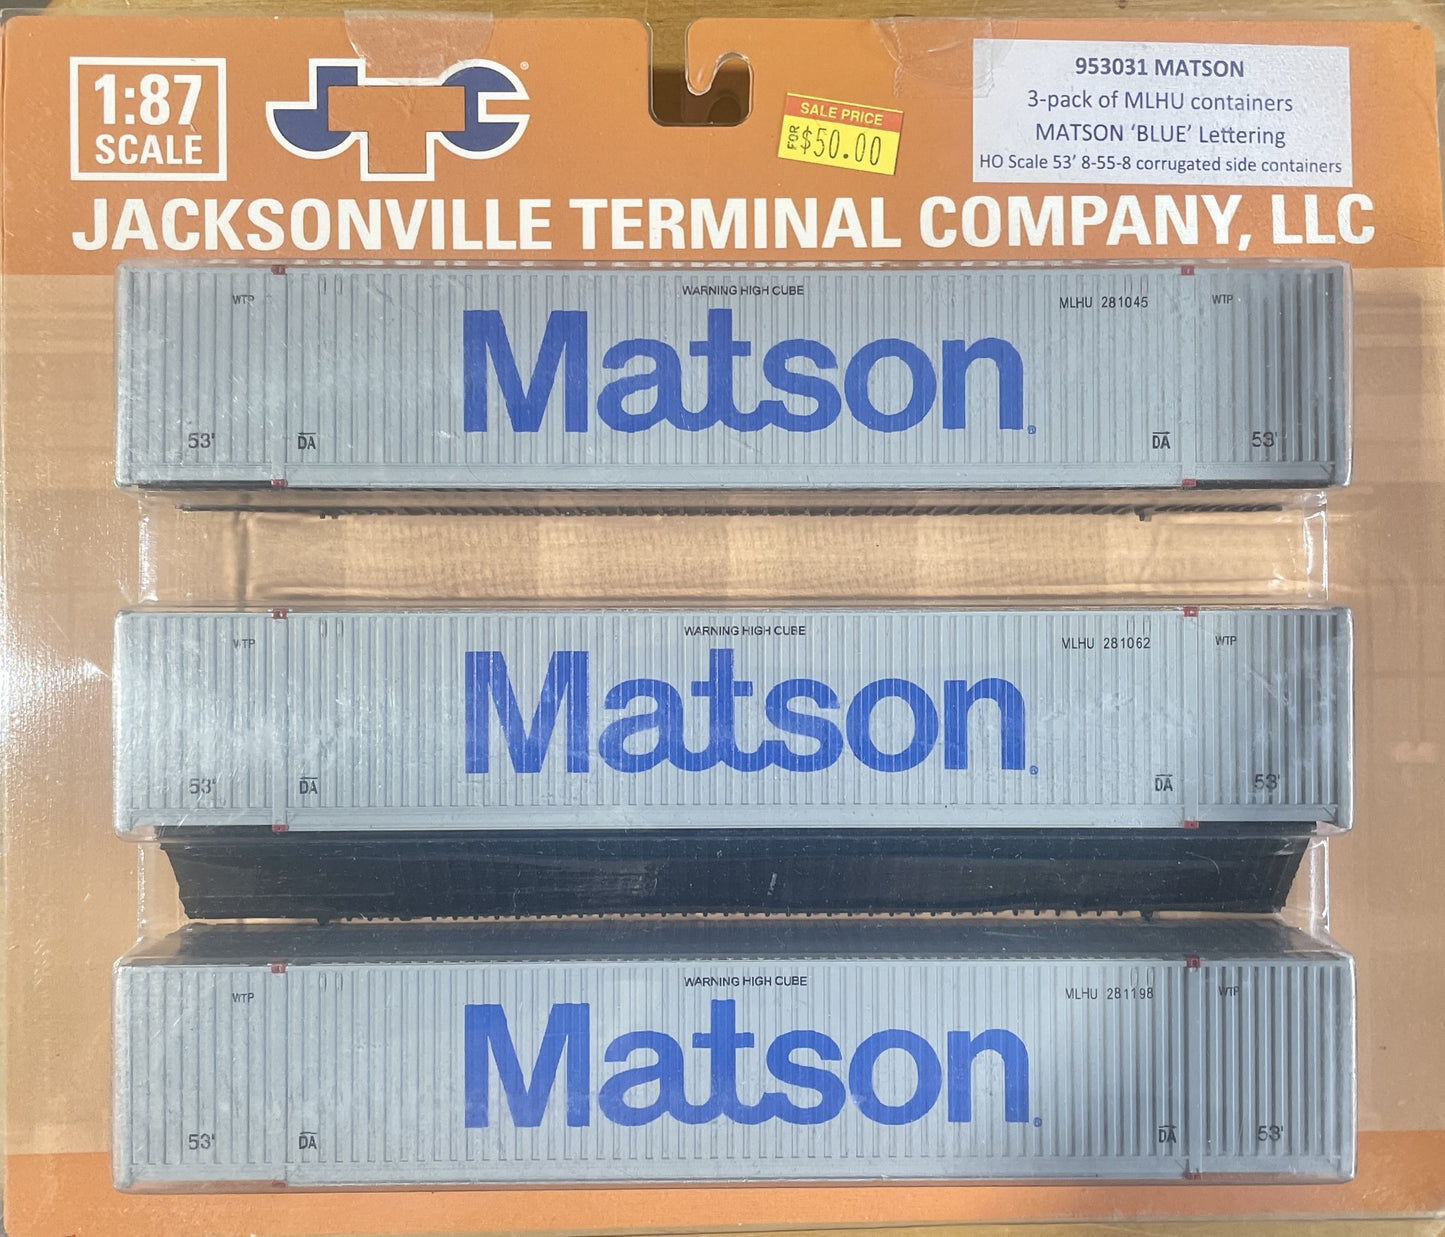 1:87
SCALE
JTC®
SALE PRICE
FOR $50.00
953031 MATSON
3-pack of MLHU containers
MATSON ‘BLUE’ Lettering
HO Scale 53’ 8-55-8 corrugated side containers
JACKSONVILLE TERMINAL COMPANY, LLC
WARNING HIGH CUBE
WTP
MLHU 281045
WTP
Matson®
53'
DA
DA
53'
WARNING HIGH CUBE
WTP
MLHU 281062
WTP
Matson®
53'
DA
DA
53'
WARNING HIGH CUBE
WTP
MLHU 281198
WTP
Matson®
53'
DA
DA
53'